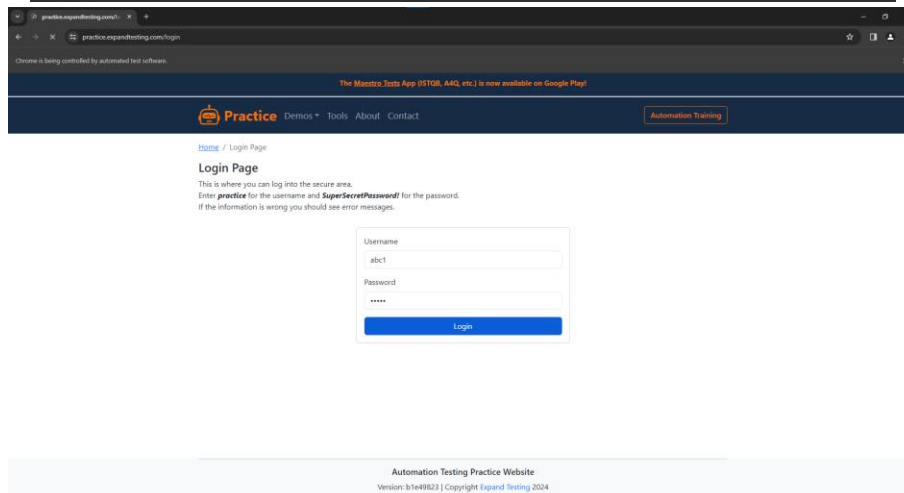 practice.expandtesting.com/l
practice.expandtesting.com/login
Chrome is being controlled by automated test software.
The Maestro Tests App (ISTQB, A4Q, etc.) is now available on Google Play!
Practice Demos Tools About Contact Automation Training
Home / Login Page
Login Page
This is where you can log into the secure area.
Enter practice for the username and SuperSecretPassword! for the password.
If the information is wrong you should see error messages.
Username
abc1
Password
•••••
Login
Automation Testing Practice Website
Version: b1e49823 | Copyright Expand Testing 2024